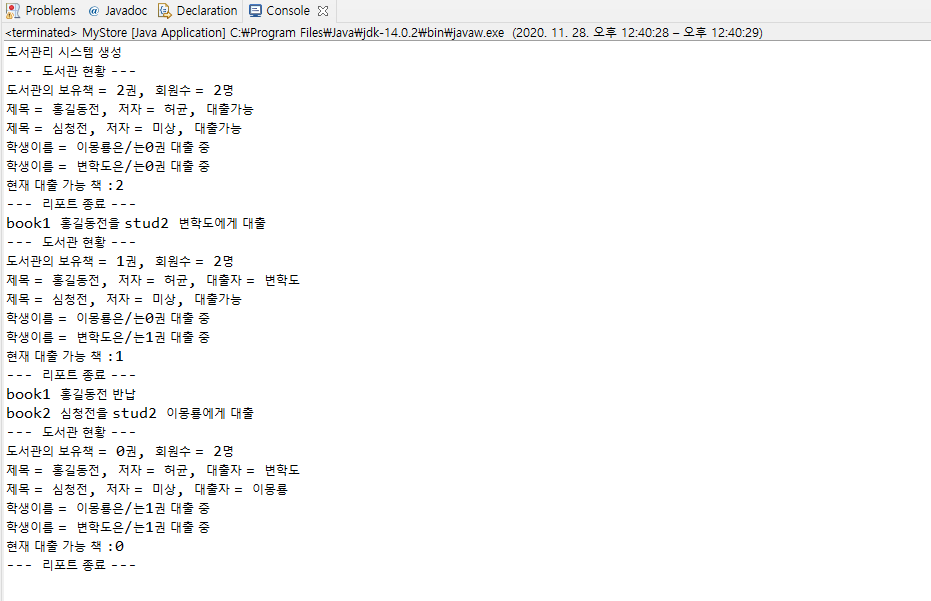 Problems @ Javadoc Declaration Console
<terminated> MyStore [Java Application] C:₩Program Files₩Java₩jdk-14.0.2₩bin₩javaw.exe (2020. 11. 28. 오후 12:40:28 – 오후 12:40:29)
도서관리 시스템 생성
--- 도서관 현황 ---
도서관의 보유책 = 2권, 회원수 = 2명
제목 = 홍길동전, 저자 = 허균, 대출가능
제목 = 심청전, 저자 = 미상, 대출가능
학생이름 = 이몽룡은/는0권 대출 중
학생이름 = 변학도은/는0권 대출 중
현재 대출 가능 책 :2
--- 리포트 종료 ---
book1 홍길동전을 stud2 변학도에게 대출
--- 도서관 현황 ---
도서관의 보유책 = 1권, 회원수 = 2명
제목 = 홍길동전, 저자 = 허균, 대출자 = 변학도
제목 = 심청전, 저자 = 미상, 대출가능
학생이름 = 이몽룡은/는0권 대출 중
학생이름 = 변학도은/는1권 대출 중
현재 대출 가능 책 :1
--- 리포트 종료 ---
book1 홍길동전 반납
book2 심청전을 stud2 이몽룡에게 대출
--- 도서관 현황 ---
도서관의 보유책 = 0권, 회원수 = 2명
제목 = 홍길동전, 저자 = 허균, 대출자 = 변학도
제목 = 심청전, 저자 = 미상, 대출자 = 이몽룡
학생이름 = 이몽룡은/는1권 대출 중
학생이름 = 변학도은/는1권 대출 중
현재 대출 가능 책 :0
--- 리포트 종료 ---